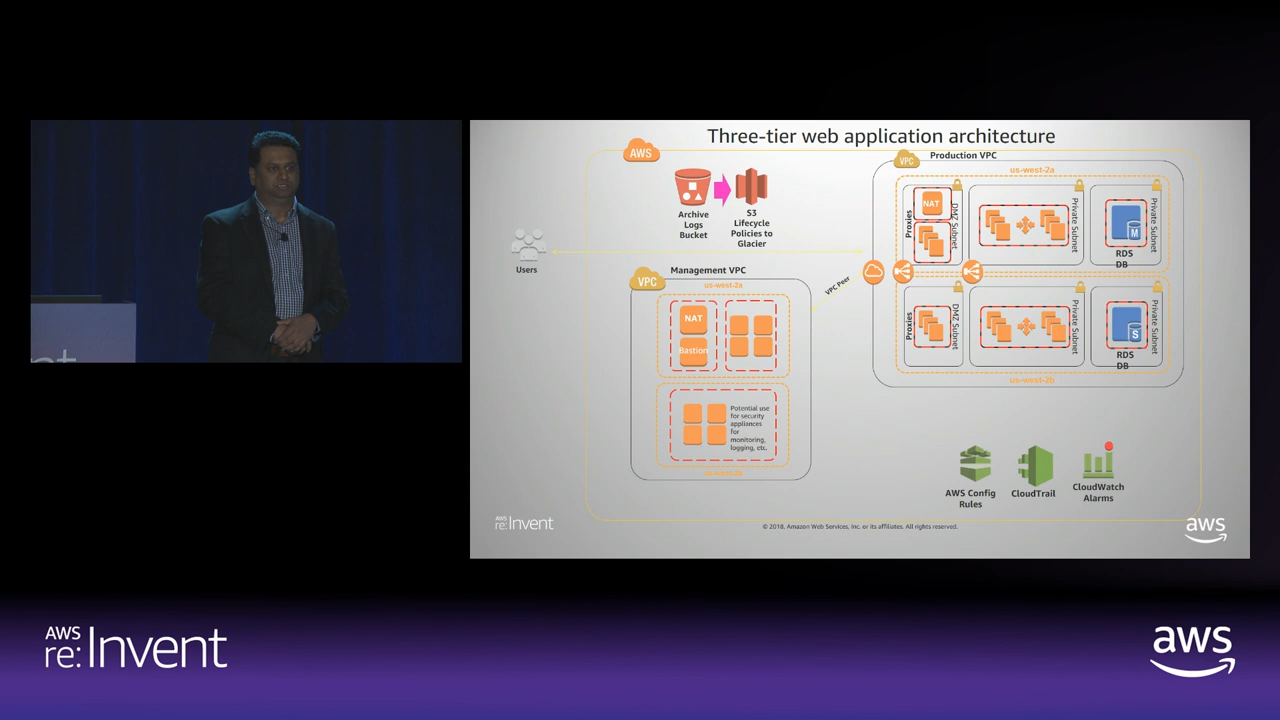 Three-tier web application architecture
AWS
Archive
Logs
Bucket
S3
Lifecycle
Policies to
Glacier
Users
Management VPC
VPC
us-west-2a
NAT
Bastion
Potential use
for security
appliances
for
monitoring,
logging, etc.
VPC Peer
Production VPC
VPC
us-west-2a
Proxies
NAT
DMZ Subnet
Private Subnet
M
RDS
DB
Private Subnet
Proxies
DMZ Subnet
Private Subnet
S
RDS
DB
Private Subnet
us-west-2b
AWS Config
Rules
CloudTrail
CloudWatch
Alarms
AWS
re:Invent
© 2018, Amazon Web Services, Inc. or its affiliates. All rights reserved.
aws
nt
AWS
re:Invent
aws